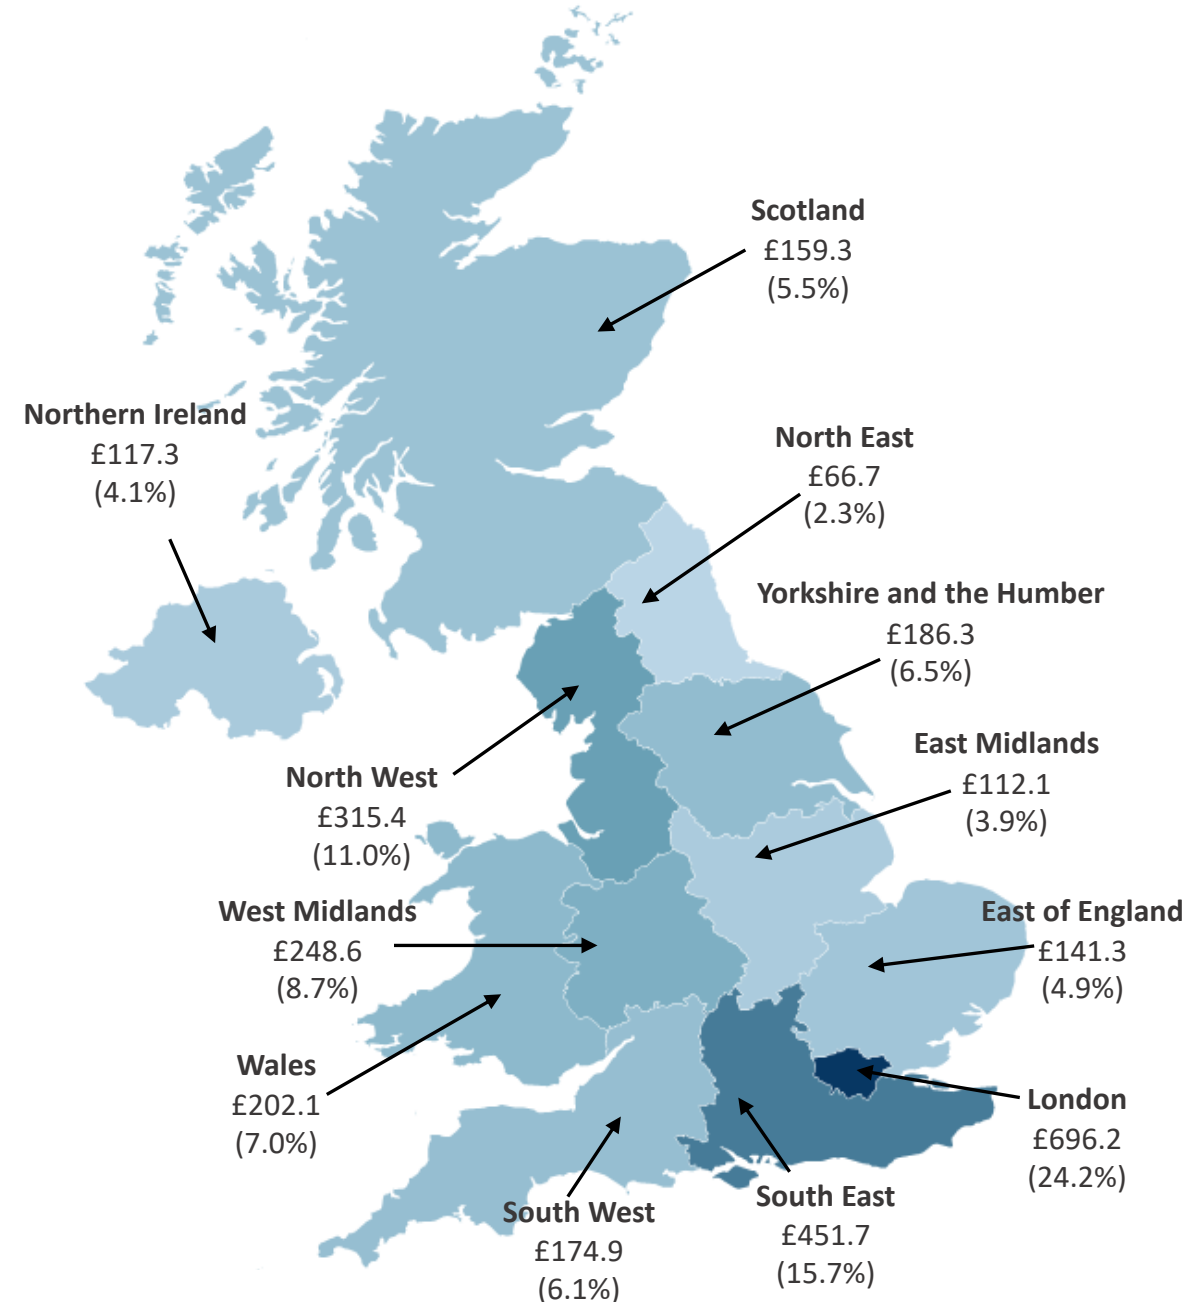 Scotland
£159.3
(5.5%)
Northern Ireland
£117.3
(4.1%)
North East
£66.7
(2.3%)
Yorkshire and the Humber
£186.3
(6.5%)
East Midlands
£112.1
(3.9%)
North West
£315.4
(11.0%)
West Midlands
£248.6
(8.7%)
East of England
£141.3
(4.9%)
Wales
£202.1
(7.0%)
London
£696.2
(24.2%)
South West
£174.9
(6.1%)
South East
£451.7
(15.7%)